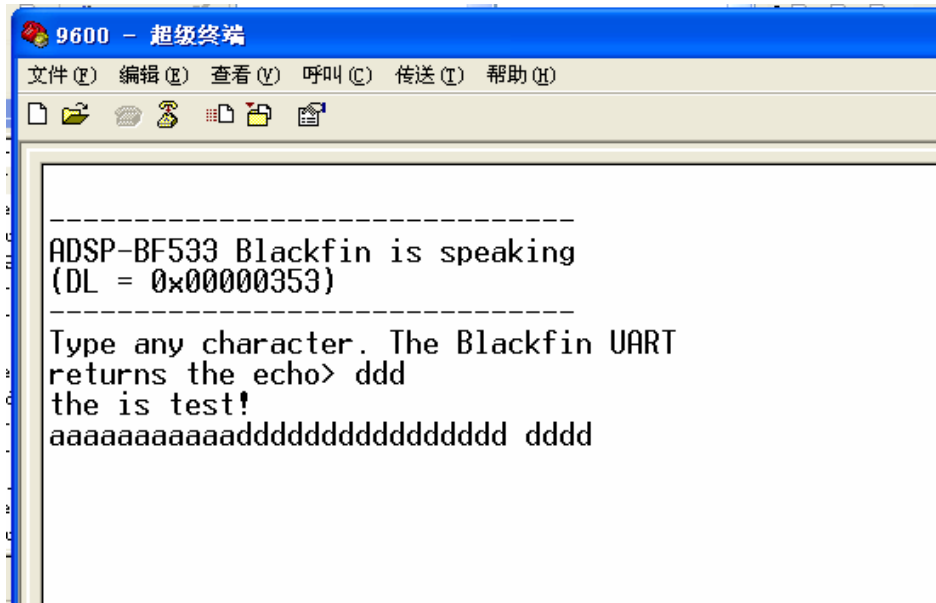 9600 - 超级终端
文件(F) 编辑(E) 查看(V) 呼叫(C) 传送(T) 帮助(H)
-------------------------------
ADSP-BF533 Blackfin is speaking
(DL = 0x00000353)
-------------------------------
Type any character. The Blackfin UART
returns the echo> ddd
the is test!
aaaaaaaaaaadddddddddddddddd dddd